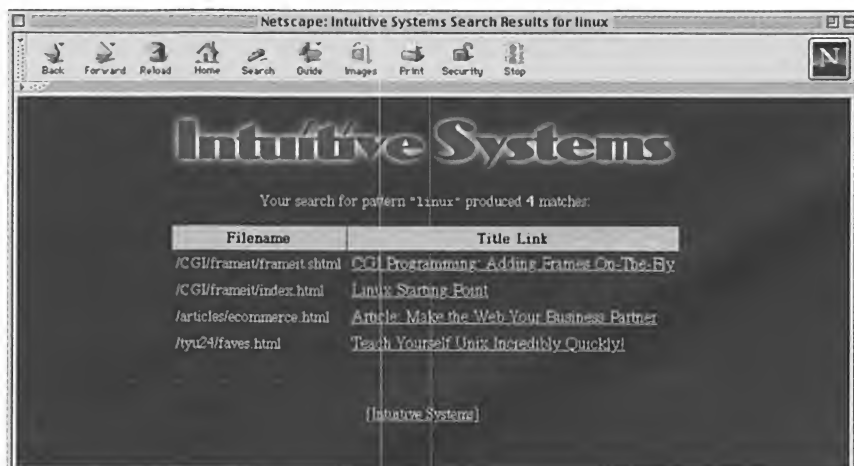 Netscape: Intuitive Systems Search Results for linux
Back Forward Reload Home Search Guide Images Print Security Stop
N
Intuitive Systems
Your search for pattern "linux" produced 4 matches:
Filename Title Link
/CGI/frameit/frameit.shtml CGI Programming: Adding Frames On-The-Fly
/CGI/frameit/index.html Linux Starting Point
/articles/ecommerce.html Article: Make the Web Your Business Partner
/tyu24/faves.html Teach Yourself Unix Incredibly Quickly!
[Intuitive Systems]